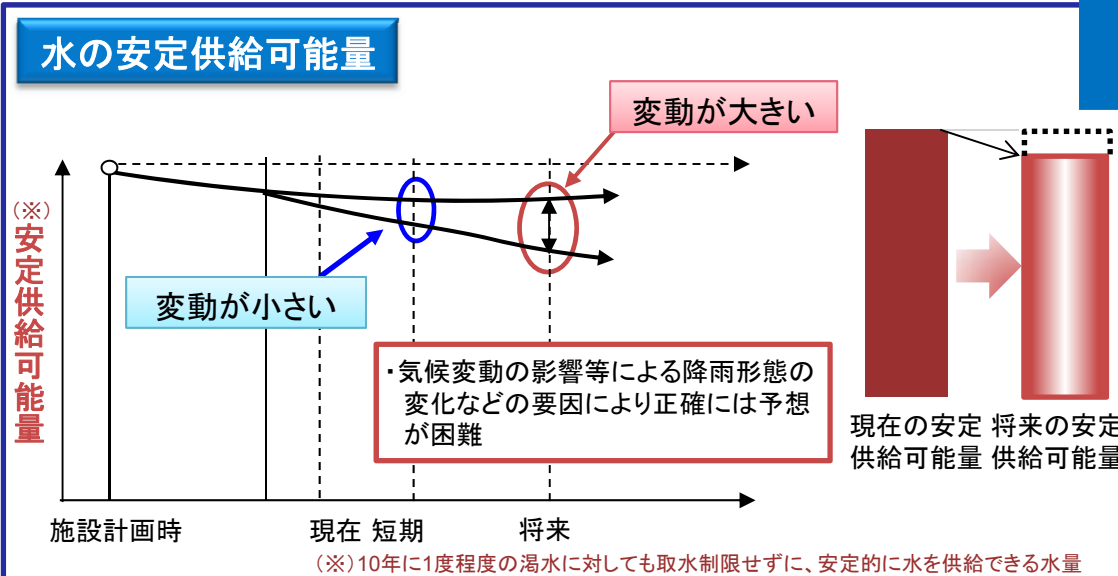 水の安定供給可能量
変動が大きい
(※)
安定供給可能量
変動が小さい
・気候変動の影響等による降雨形態の
変化などの要因により正確には予想
が困難
現在の安定
供給可能量
将来の安定
供給可能量
施設計画時
現在
短期
将来
(※)10年に1度程度の渇水に対しても取水制限せずに、安定的に水を供給できる水量